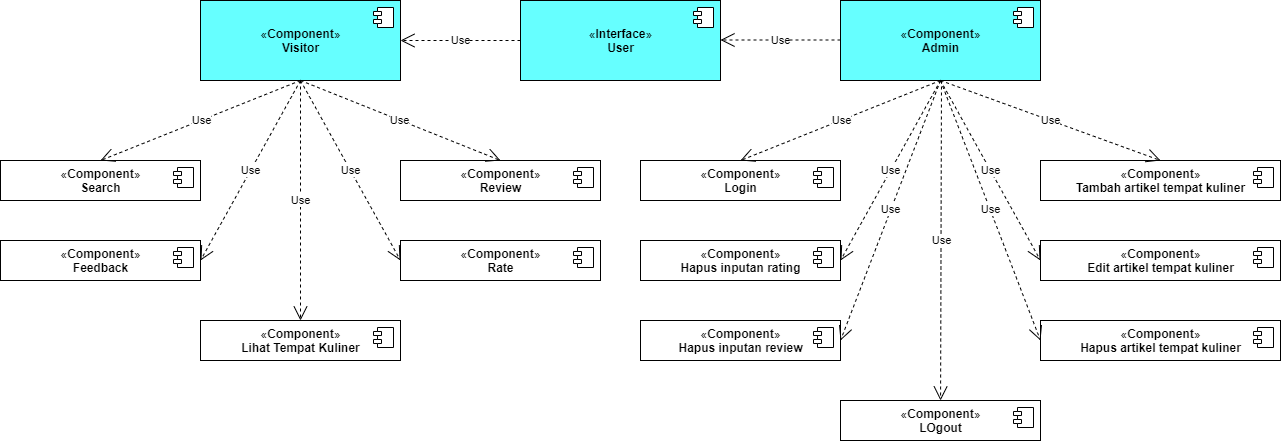 «Component»
Visitor
Use
«Interface»
User
Use
«Component»
Admin
Use
Use
Use
Use
«Component»
Search
«Component»
Review
«Component»
Login
«Component»
Tambah artikel tempat kuliner
Use
Use
Use
Use
Use
Use
Use
Use
Use
«Component»
Feedback
«Component»
Rate
«Component»
Hapus inputan rating
«Component»
Edit artikel tempat kuliner
«Component»
Lihat Tempat Kuliner
«Component»
Hapus inputan review
«Component»
Hapus artikel tempat kuliner
«Component»
LOgout